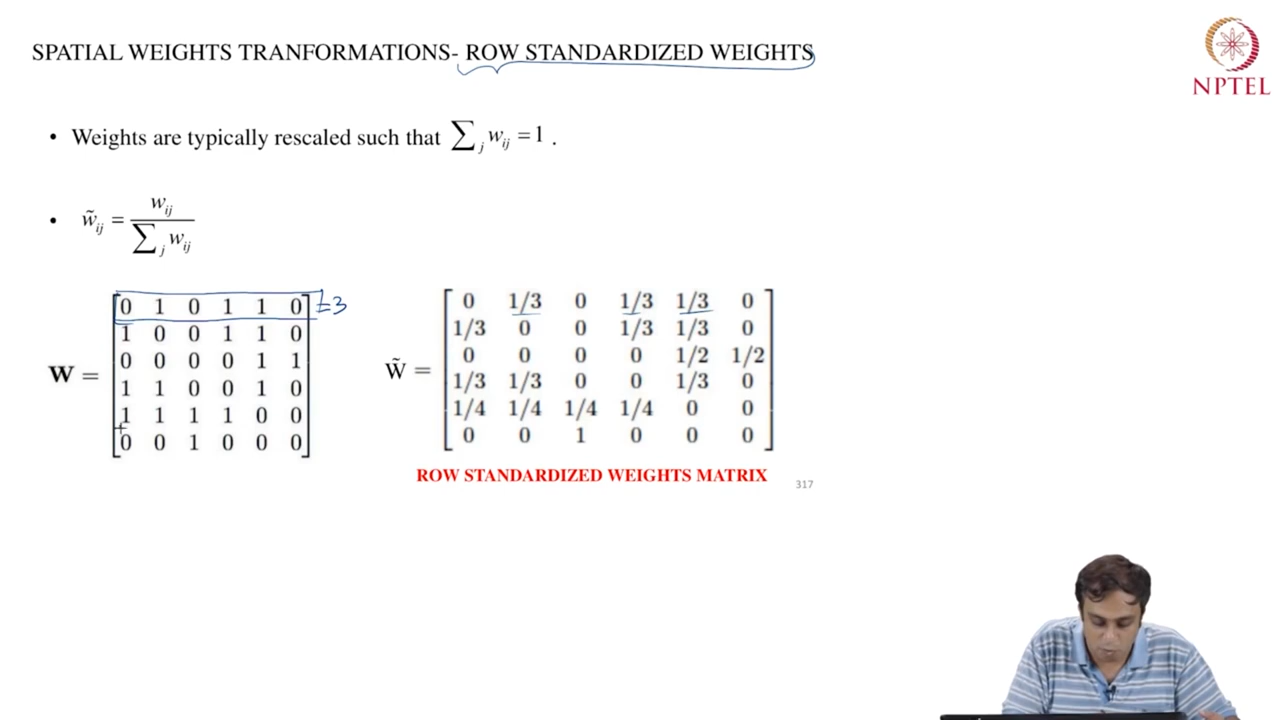 SPATIAL WEIGHTS TRANFORMATIONS- ROW STANDARDIZED WEIGHTS
NPTEL
• Weights are typically rescaled such that ∑_j w_ij = 1 .
• w̃_ij = w_ij / ∑_j w_ij
W =
0 1 0 1 1 0 = 3
1 0 0 1 1 0
0 0 0 0 1 1
1 1 0 0 1 0
1 1 1 1 0 0
0 0 1 0 0 0
W̃ =
0 1/3 0 1/3 1/3 0
1/3 0 0 1/3 1/3 0
0 0 0 0 1/2 1/2
1/3 1/3 0 0 1/3 0
1/4 1/4 1/4 1/4 0 0
0 0 1 0 0 0
ROW STANDARDIZED WEIGHTS MATRIX
317